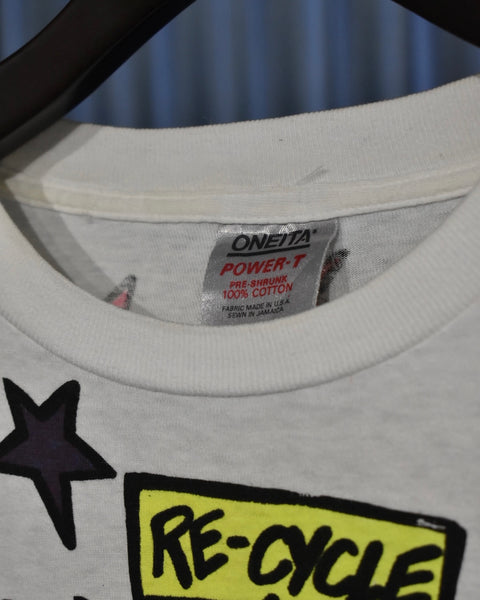 ONEITA®
POWER-T
PRE-SHRUNK
100% COTTON
FABRIC MADE IN U.S.A.
SEWN IN JAMAICA
RE-CYCLE